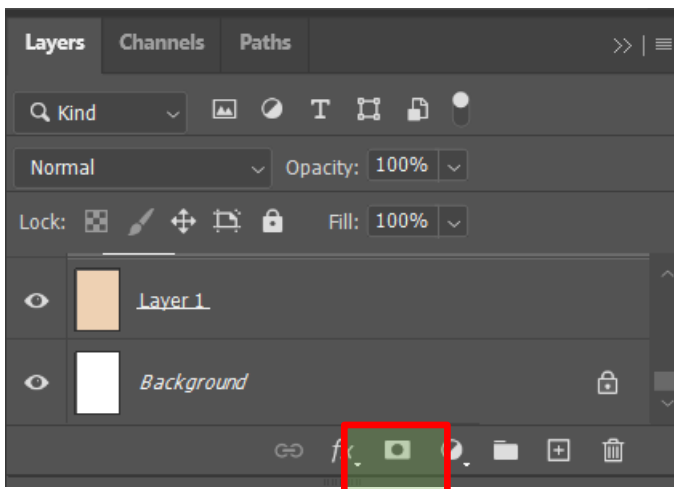 Layers Channels Paths
Kind T
Normal Opacity: 100%
Lock: Fill: 100%
Layer 1
Background
fx